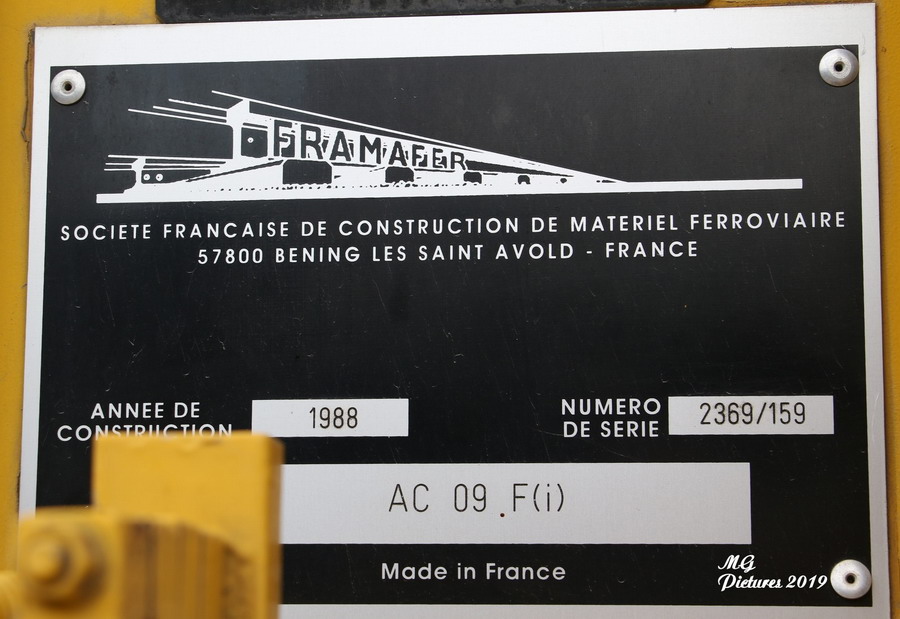 FRAMAFER
SOCIETE FRANCAISE DE CONSTRUCTION DE MATERIEL FERROVIAIRE
57800 BENING LES SAINT AVOLD - FRANCE
ANNEE DE
CONSTRUCTION
1988
NUMERO
DE SERIE
2369/159
AC 09.F(i)
Made in France
MG
Pictures 2019